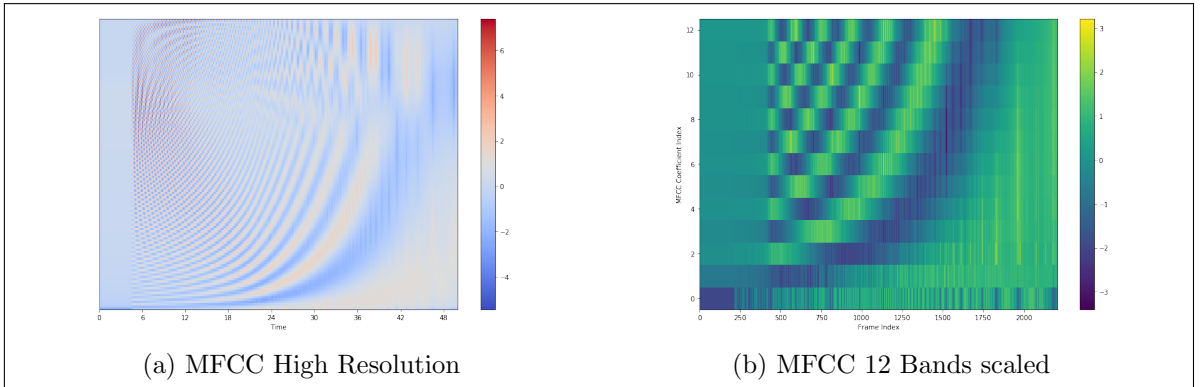 6
4
2
0
−2
−4
0 6 12 18 24 30 36 42 48
Time
(a) MFCC High Resolution
12
10
8
6
4
2
0
MFCC Coefficient Index
0 250 500 750 1000 1250 1500 1750 2000
Frame Index
3
2
1
0
−1
−2
−3
(b) MFCC 12 Bands scaled